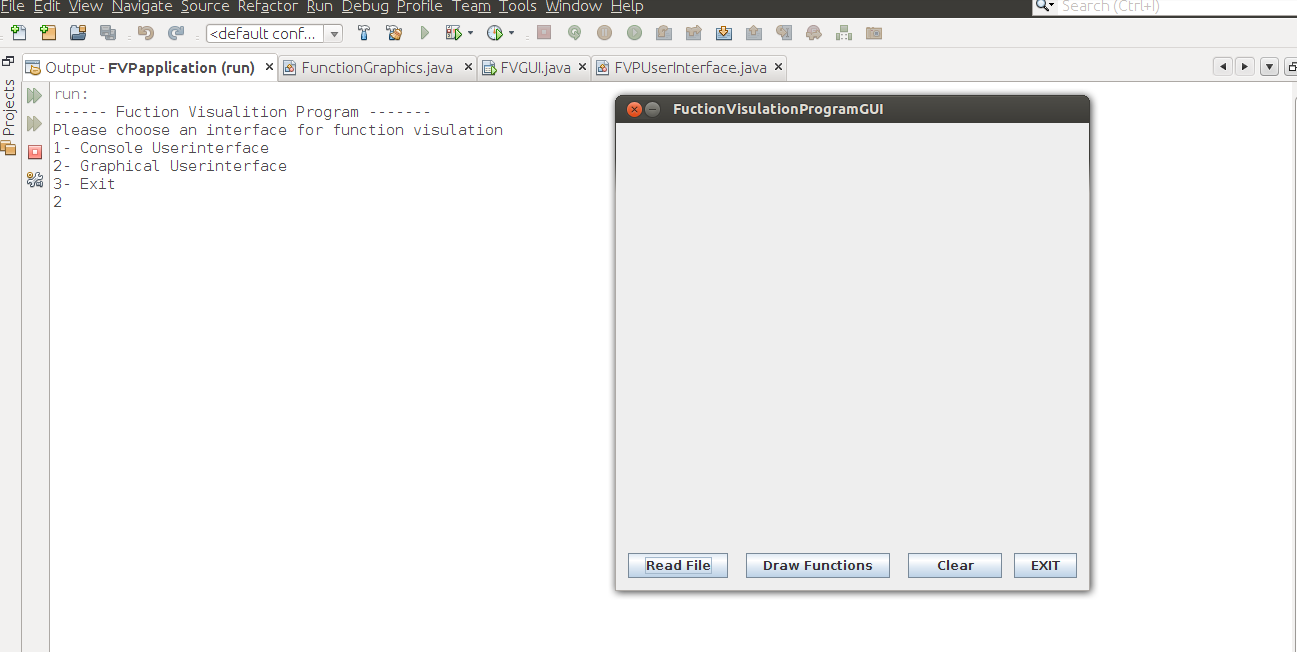 File Edit View Navigate Source Refactor Run Debug Profile Team Tools Window Help
Search (Ctrl+I)
<default conf...
Projects
Output - FVPapplication (run)
FunctionGraphics.java
FVGUI.java
FVPUserInterface.java
run:
------ Fuction Visualition Program -------
Please choose an interface for function visulation
1- Console Userinterface
2- Graphical Userinterface
3- Exit
2
FuctionVisulationProgramGUI
Read File
Draw Functions
Clear
EXIT